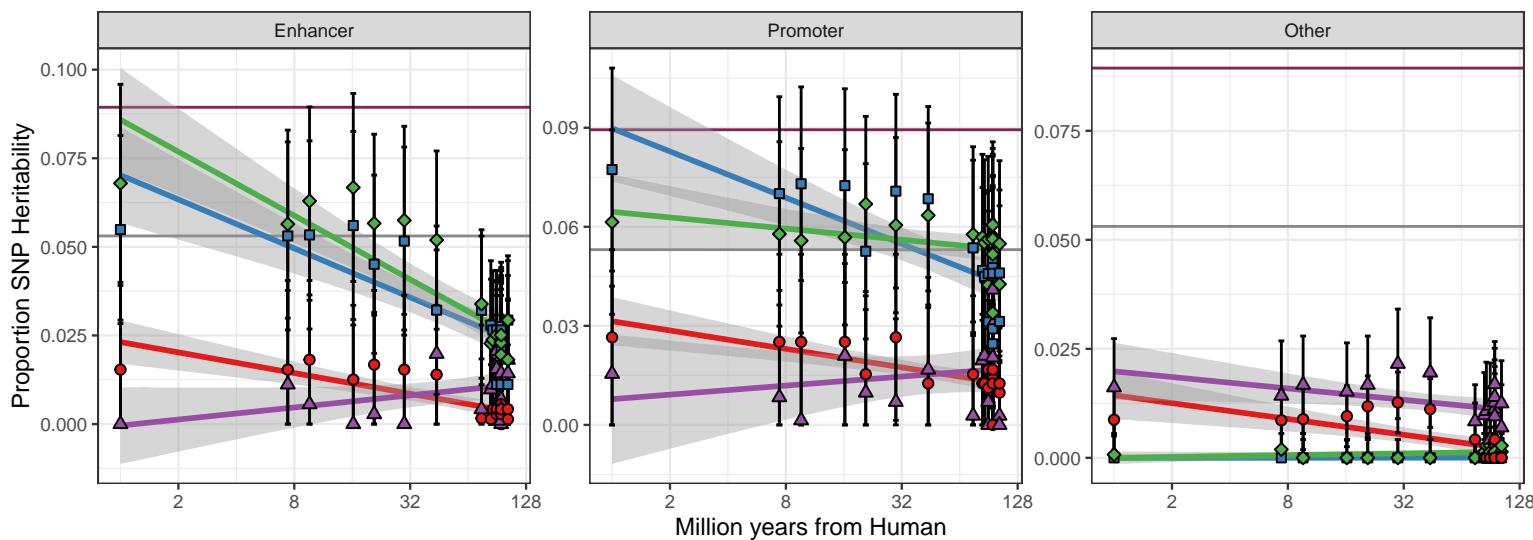 Enhancer
Promoter
Other
Proportion SNP Heritability
0.100
0.075
0.050
0.025
0.000
0.09
0.06
0.03
0.00
0.050
0.025
0.000
2 8 32 128
2 8 32 128
2 8 32 128
Million years from Human